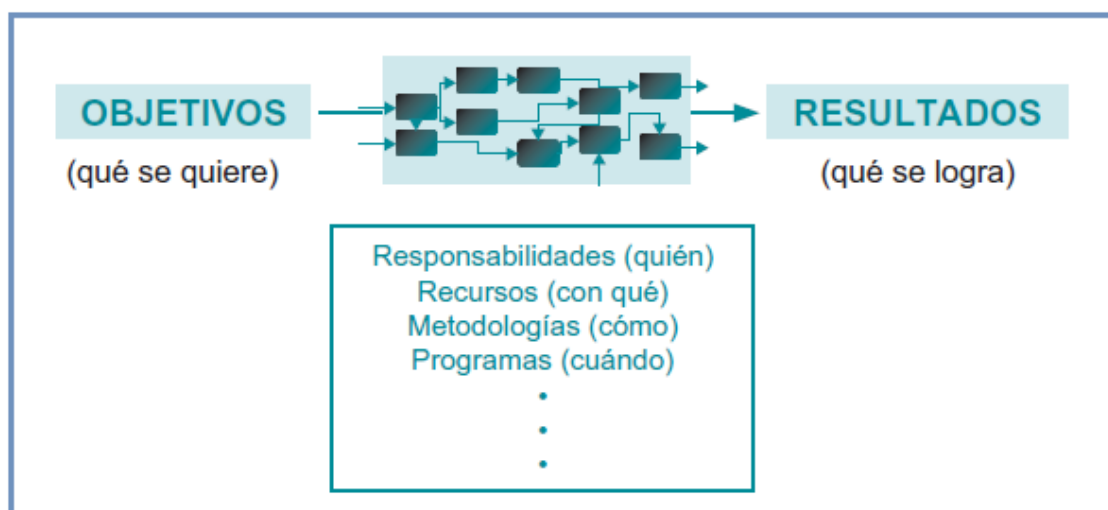 OBJETIVOS
(qué se quiere)
RESULTADOS
(qué se logra)
Responsabilidades (quién)
Recursos (con qué)
Metodologías (cómo)
Programas (cuándo)
•
•
•